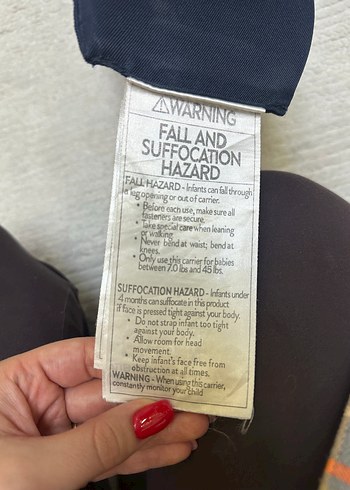 ⚠WARNING
FALL AND
SUFFOCATION
HAZARD
FALL HAZARD - Infants can fall through
a leg opening or out of carrier.
• Before each use, make sure all
fasteners are secure.
• Take special care when leaning
or walking.
• Never bend at waist; bend at
knees.
• Only use this carrier for babies
between 7.0 lbs and 45 lbs.
SUFFOCATION HAZARD - Infants under
4 months can suffocate in this product
if face is pressed tight against your body.
• Do not strap infant too tight
against your body.
• Allow room for head
movement.
• Keep infant's face free from
obstruction at all times.
WARNING - When using this carrier,
constantly monitor your child